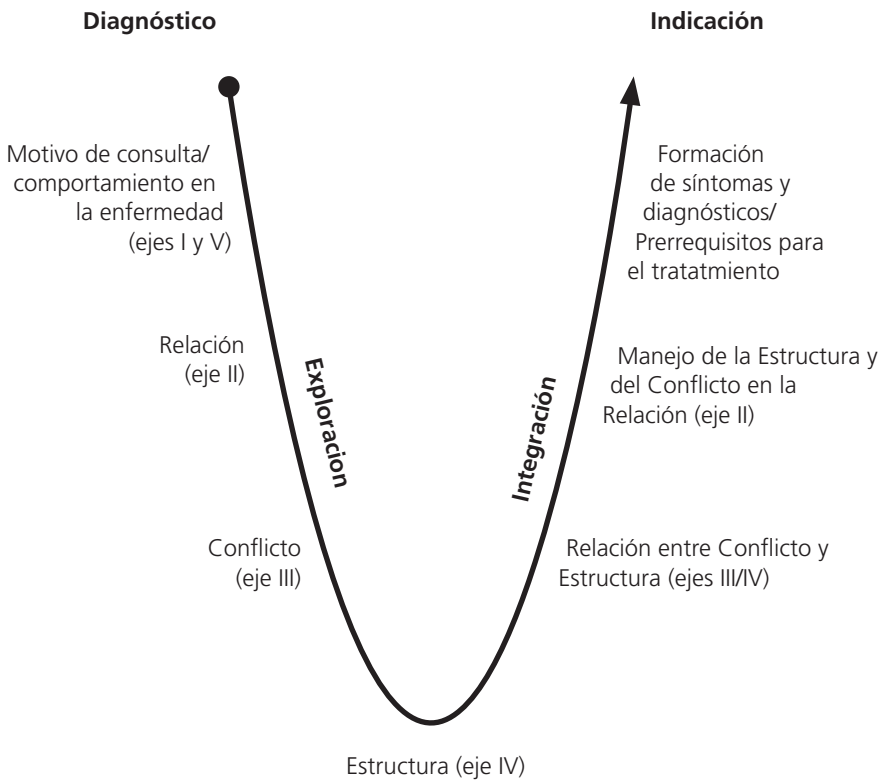 Diagnóstico
Indicación
Motivo de consulta/
comportamiento en
la enfermedad
(ejes I y V)
Relación
(eje II)
Exploracion
Conflicto
(eje III)
Estructura (eje IV)
Formación
de síntomas y
diagnósticos/
Prerrequisitos para
el tratatmiento
Manejo de la Estructura y
del Conflicto en la
Relación (eje II)
Integración
Relación entre Conflicto y
Estructura (ejes III/IV)